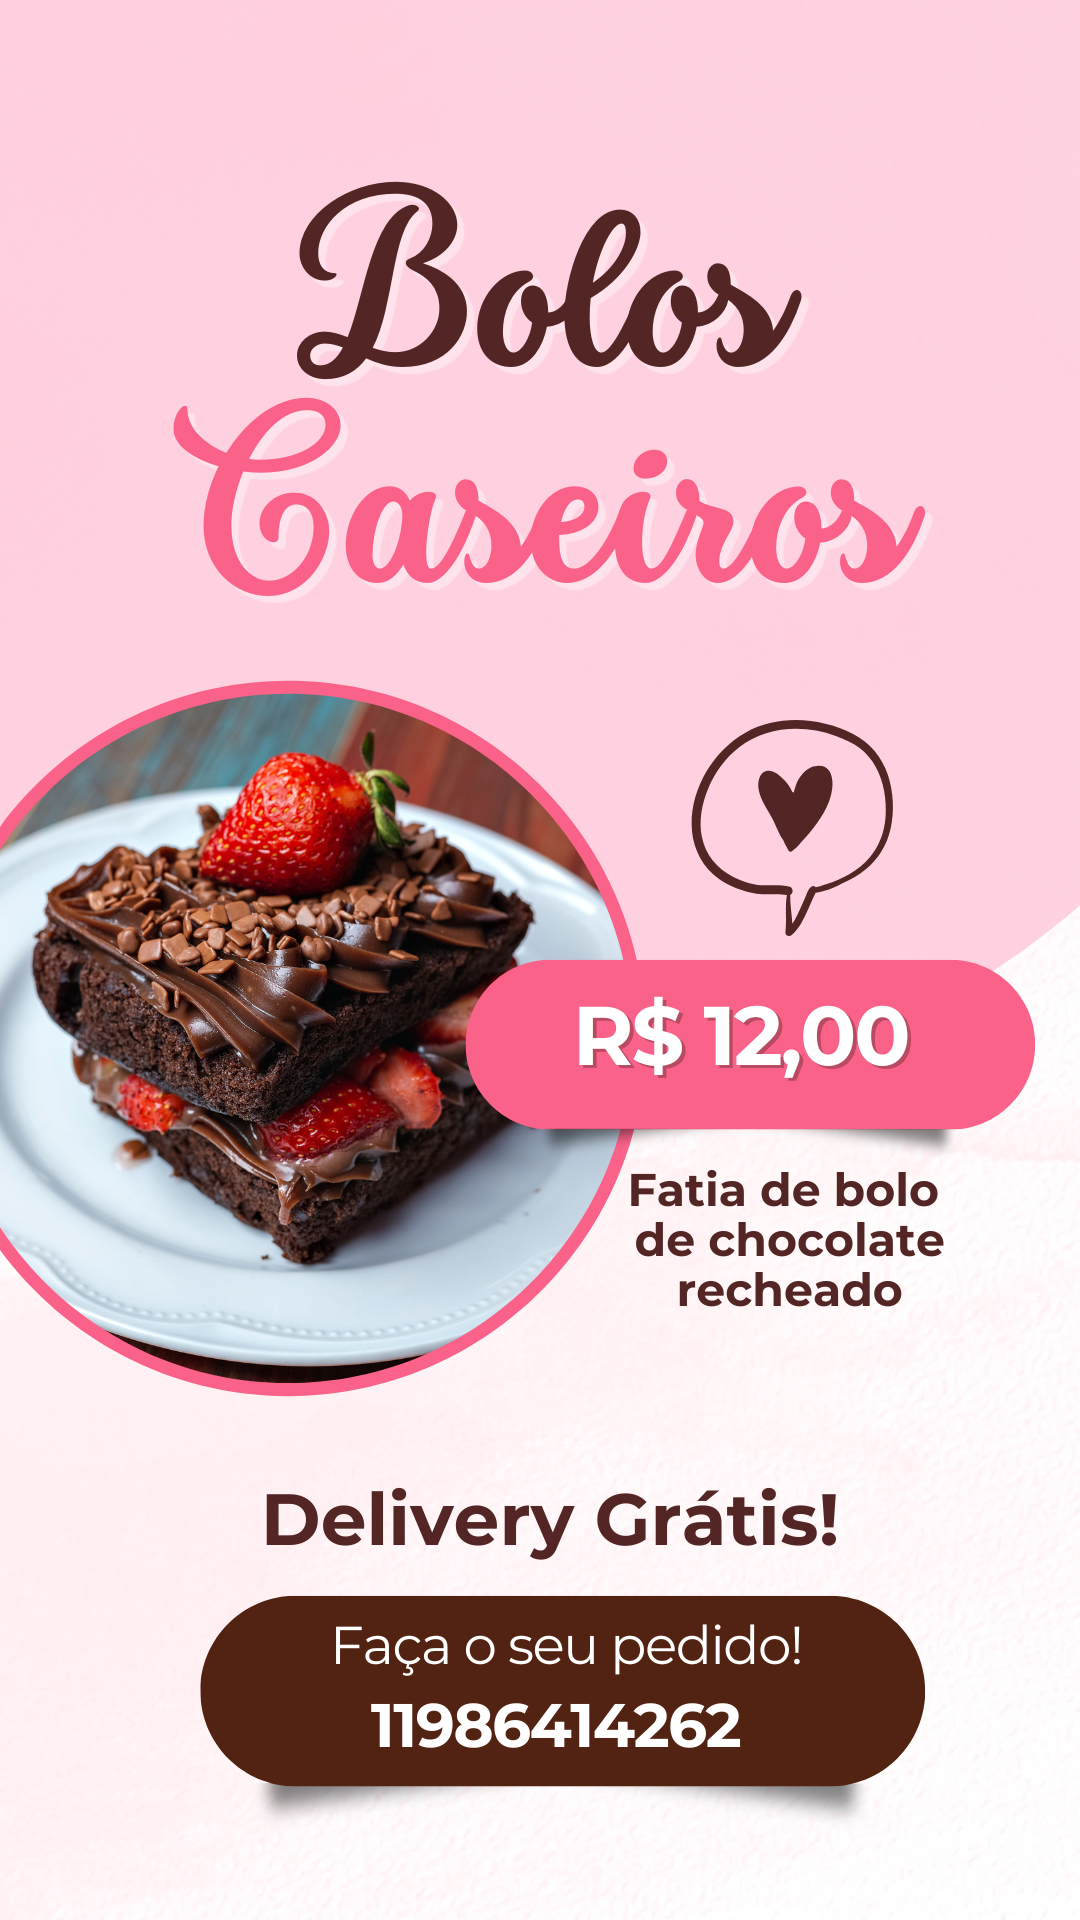 Bolos
Caseiros
R$ 12,00
Fatia de bolo
de chocolate
recheado
Delivery Grátis!
Faça o seu pedido!
11986414262